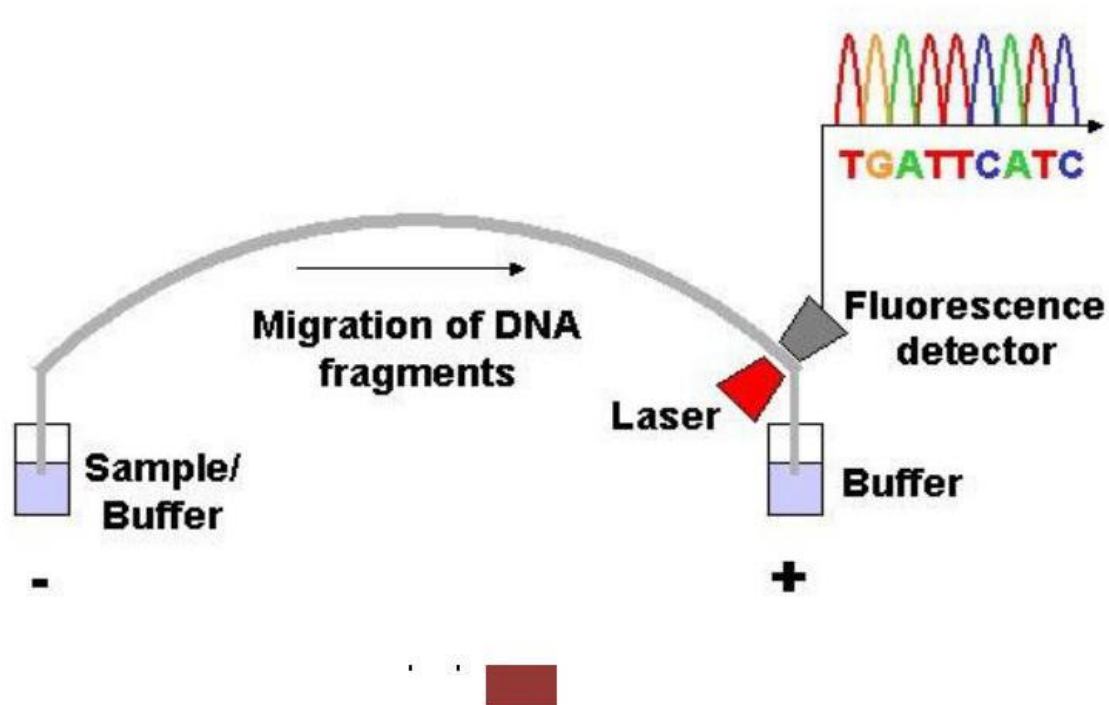 TGATTCATC
Migration of DNA
fragments
Fluorescence
detector
Laser
Sample/
Buffer
Buffer
-
+